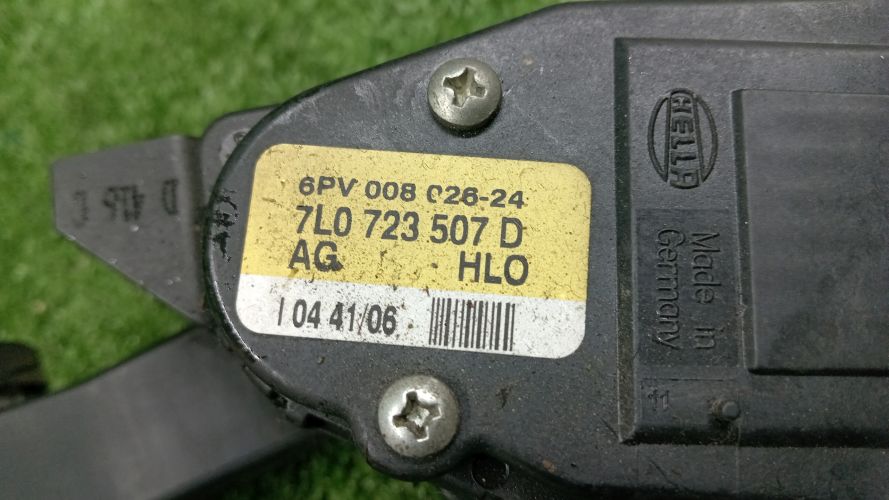 6PV 008 026-24
7L0 723 507 D
AG HLO
I 04 41/06
HELLA
Made in
Germany